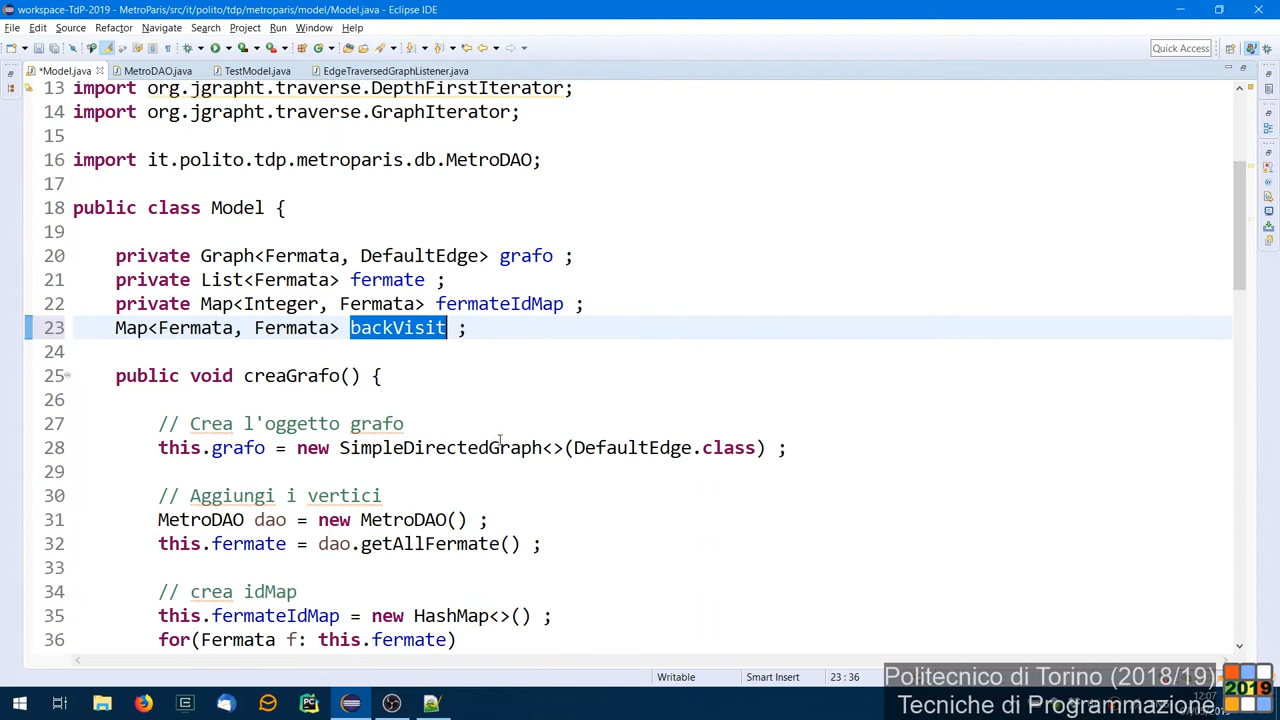 workspace-TdP-2019 - MetroParis/src/it/polito/tdp/metroparis/model/Model.java - Eclipse IDE
File Edit Source Refactor Navigate Search Project Run Window Help
Quick Access
*Model.java MetroDAO.java TestModel.java EdgeTraversedGraphListener.java
13 import org.jgrapht.traverse.DepthFirstIterator;
14 import org.jgrapht.traverse.GraphIterator;
15
16 import it.polito.tdp.metroparis.db.MetroDAO;
17
18 public class Model {
19
20 private Graph<Fermata, DefaultEdge> grafo ;
21 private List<Fermata> fermate ;
22 private Map<Integer, Fermata> fermateIdMap ;
23 Map<Fermata, Fermata> backVisit ;
24
25 public void creaGrafo() {
26
27 // Crea l'oggetto grafo
28 this.grafo = new SimpleDirectedGraph<>(DefaultEdge.class) ;
29
30 // Aggiungi i vertici
31 MetroDAO dao = new MetroDAO() ;
32 this.fermate = dao.getAllFermate() ;
33
34 // crea idMap
35 this.fermateIdMap = new HashMap<>() ;
36 for(Fermata f: this.fermate)
Writable Smart Insert 23 : 36
Politecnico di Torino (2018/19)
Tecniche di Programmazione
2019
12:07